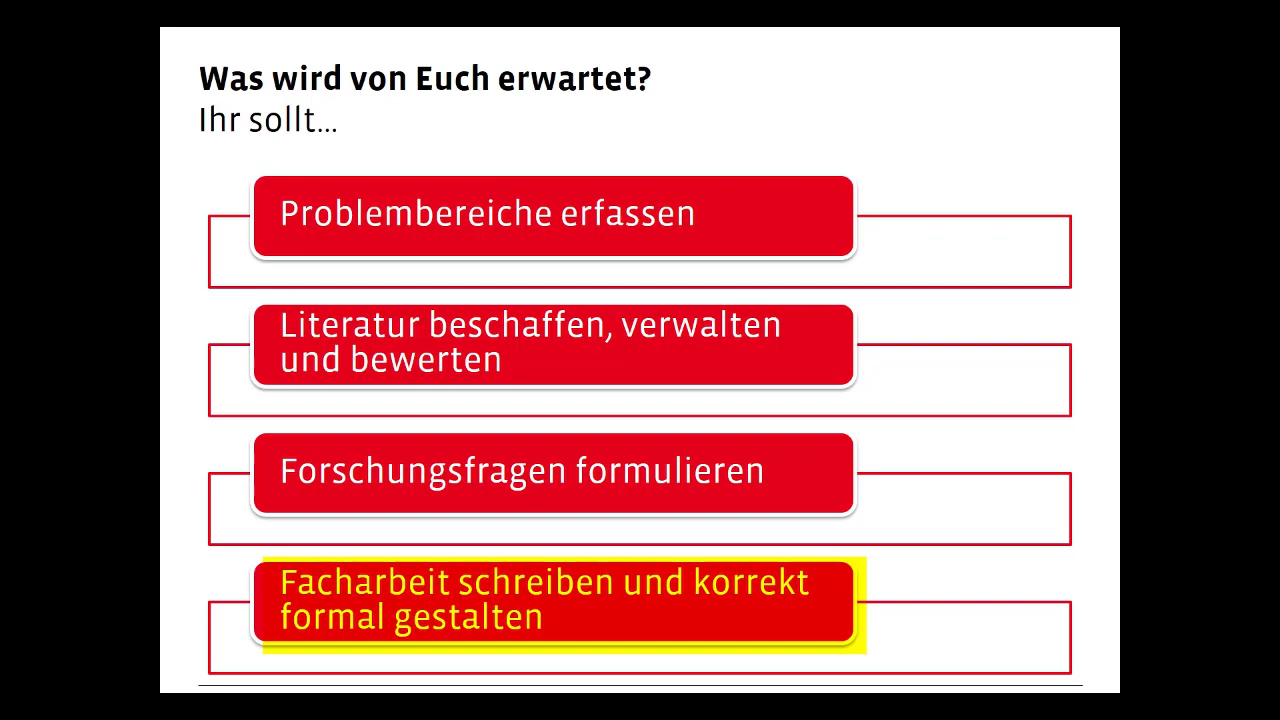 Was wird von Euch erwartet?
Ihr sollt...
Problembereiche erfassen
Literatur beschaffen, verwalten
und bewerten
Forschungsfragen formulieren
Facharbeit schreiben und korrekt
formal gestalten